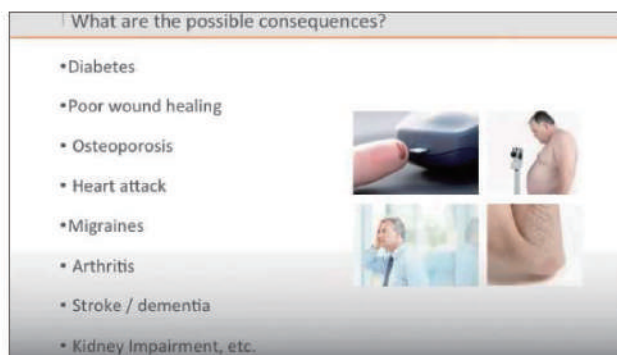 What are the possible consequences?
•Diabetes
•Poor wound healing
• Osteoporosis
• Heart attack
•Migraines
• Arthritis
• Stroke / dementia
• Kidney Impairment, etc.